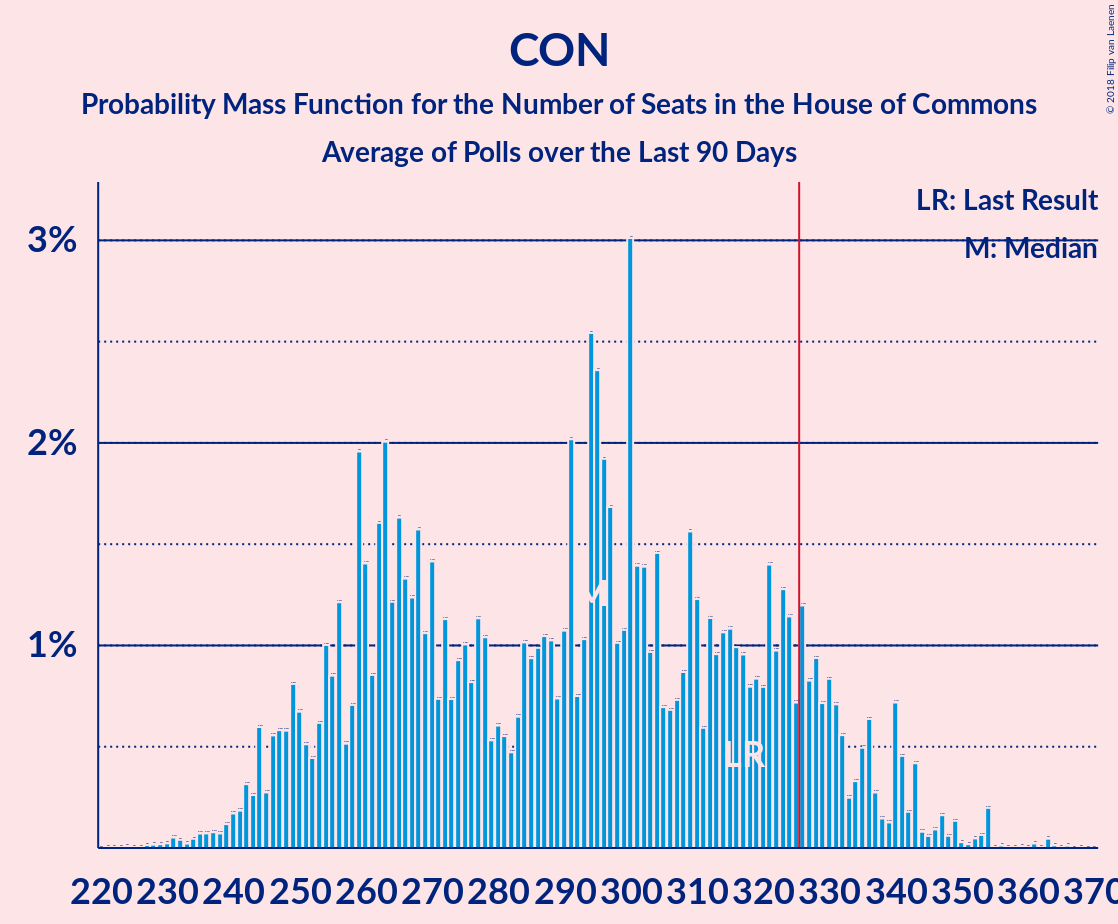 CON
Probability Mass Function for the Number of Seats in the House of Commons
Average of Polls over the Last 90 Days
© 2018 Filip van Laenen
LR: Last Result
M: Median
3%
2%
1%
M
LR
220 230 240 250 260 270 280 290 300 310 320 330 340 350 360 370